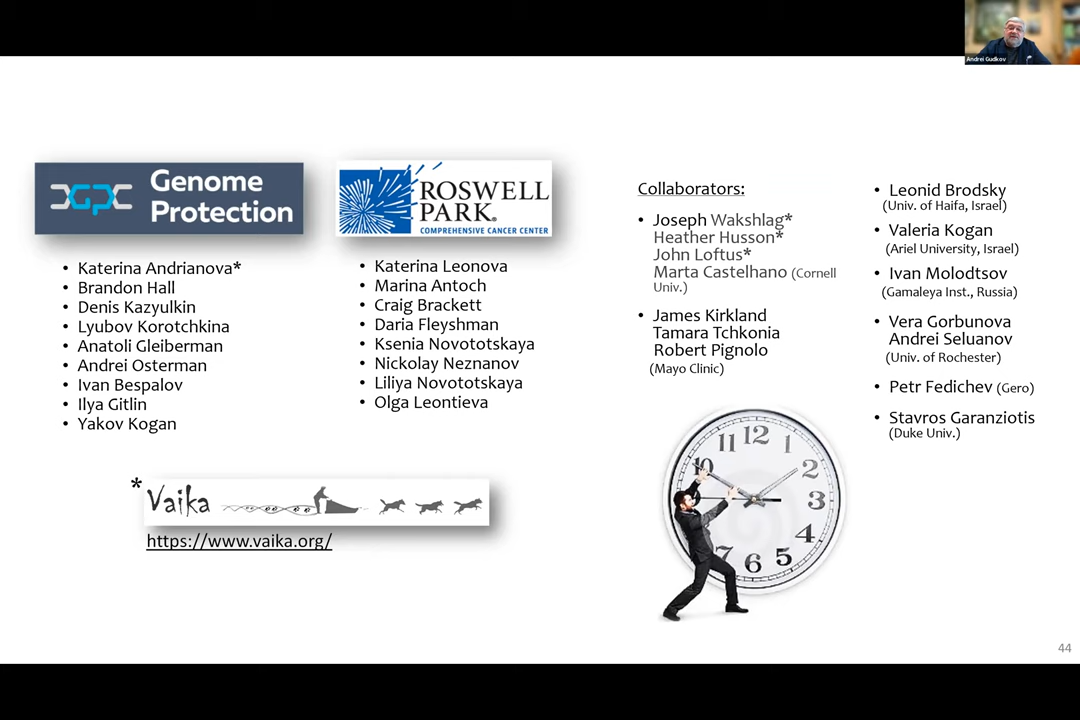 Andrei Gudkov
Genome
Protection
ROSWELL
PARK®
COMPREHENSIVE CANCER CENTER
• Katerina Andrianova*
• Brandon Hall
• Denis Kazyulkin
• Lyubov Korotchkina
• Anatoli Gleiberman
• Andrei Osterman
• Ivan Bespalov
• Ilya Gitlin
• Yakov Kogan
• Katerina Leonova
• Marina Antoch
• Craig Brackett
• Daria Fleyshman
• Ksenia Novototskaya
• Nickolay Neznanov
• Liliya Novototskaya
• Olga Leontieva
* Vaika
https://www.vaika.org/
Collaborators:
• Joseph Wakshlag*
Heather Husson*
John Loftus*
Marta Castelhano (Cornell
Univ.)
• James Kirkland
Tamara Tchkonia
Robert Pignolo
(Mayo Clinic)
• Leonid Brodsky
(Univ. of Haifa, Israel)
• Valeria Kogan
(Ariel University, Israel)
• Ivan Molodtsov
(Gamaleya Inst., Russia)
• Vera Gorbunova
Andrei Seluanov
(Univ. of Rochester)
• Petr Fedichev (Gero)
• Stavros Garanziotis
(Duke Univ.)
11 12 1
10 2
3
4
7 6 5
44